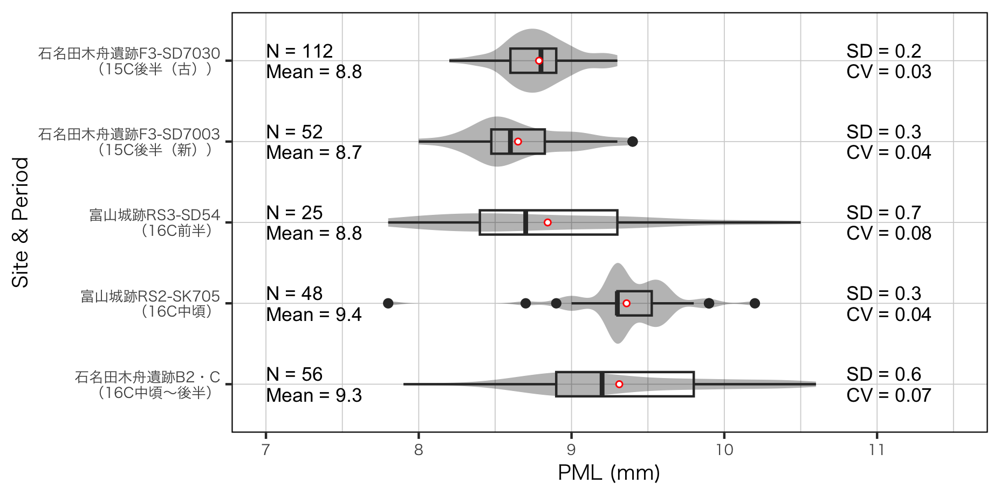 石名田木舟遺跡F3-SD7030
（15C後半（古））
N = 112
Mean = 8.8
SD = 0.2
CV = 0.03
石名田木舟遺跡F3-SD7003
（15C後半（新））
N = 52
Mean = 8.7
SD = 0.3
CV = 0.04
富山城跡RS3-SD54
（16C前半）
N = 25
Mean = 8.8
SD = 0.7
CV = 0.08
富山城跡RS2-SK705
（16C中頃）
N = 48
Mean = 9.4
SD = 0.3
CV = 0.04
石名田木舟遺跡B2・C
（16C中頃〜後半）
N = 56
Mean = 9.3
SD = 0.6
CV = 0.07
Site & Period
7 8 9 10 11
PML (mm)